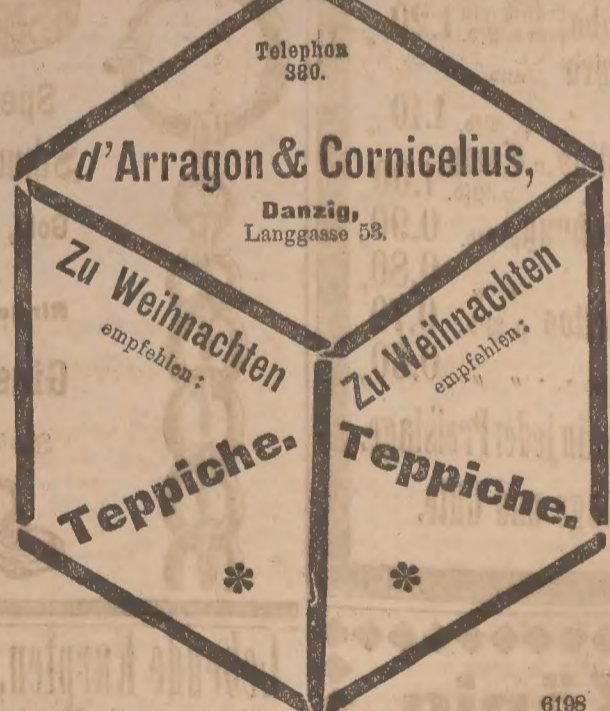 Telephon
380.
d'Arragon & Cornicelius,
Danzig,
Langgasse 53.
Zu Weihnachten
empfehlen:
Teppiche.
*
Zu Weihnachten
empfehlen:
Teppiche.
*
6198